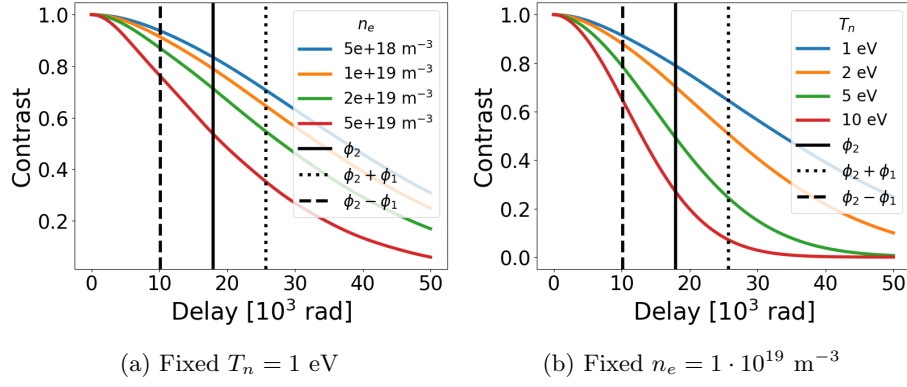 1.0
0.8
0.6
0.4
0.2
Contrast
0 10 20 30 40 50
Delay [10³ rad]
nₑ
5e+18 m⁻³
1e+19 m⁻³
2e+19 m⁻³
5e+19 m⁻³
ϕ₂
ϕ₂ + ϕ₁
ϕ₂ − ϕ₁
(a) Fixed Tₙ = 1 eV
1.0
0.8
0.6
0.4
0.2
0.0
Contrast
0 10 20 30 40 50
Delay [10³ rad]
Tₙ
1 eV
2 eV
5 eV
10 eV
ϕ₂
ϕ₂ + ϕ₁
ϕ₂ − ϕ₁
(b) Fixed nₑ = 1 · 10¹⁹ m⁻³